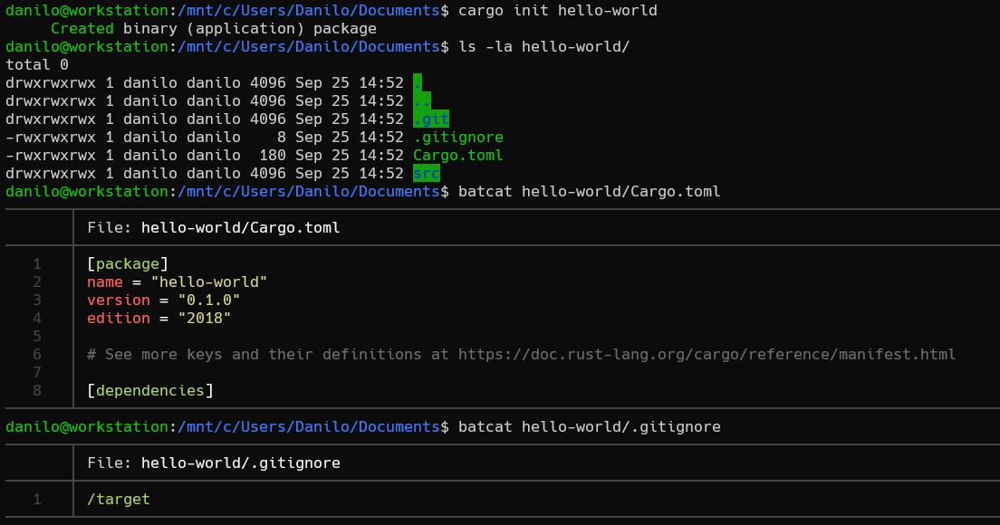 danilo@workstation:/mnt/c/Users/Danilo/Documents$ cargo init hello-world
     Created binary (application) package
danilo@workstation:/mnt/c/Users/Danilo/Documents$ ls -la hello-world/
total 0
drwxrwxrwx 1 danilo danilo 4096 Sep 25 14:52 .
drwxrwxrwx 1 danilo danilo 4096 Sep 25 14:52 ..
drwxrwxrwx 1 danilo danilo 4096 Sep 25 14:52 .git
-rwxrwxrwx 1 danilo danilo    8 Sep 25 14:52 .gitignore
-rwxrwxrwx 1 danilo danilo  180 Sep 25 14:52 Cargo.toml
drwxrwxrwx 1 danilo danilo 4096 Sep 25 14:52 src
danilo@workstation:/mnt/c/Users/Danilo/Documents$ batcat hello-world/Cargo.toml
File: hello-world/Cargo.toml
1 [package]
2 name = "hello-world"
3 version = "0.1.0"
4 edition = "2018"
5
6 # See more keys and their definitions at https://doc.rust-lang.org/cargo/reference/manifest.html
7
8 [dependencies]
danilo@workstation:/mnt/c/Users/Danilo/Documents$ batcat hello-world/.gitignore
File: hello-world/.gitignore
1 /target